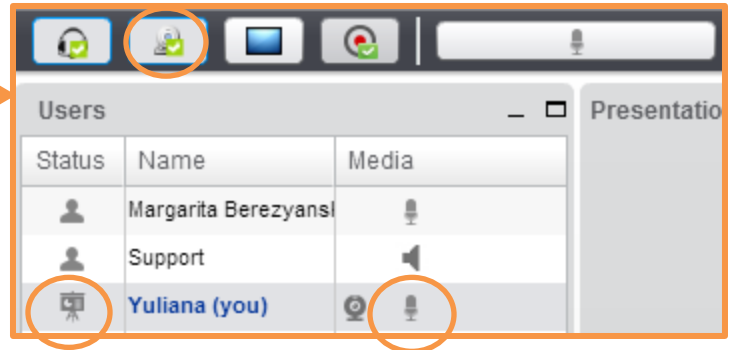 Users
Presentatio
Status Name Media
Margarita Berezyansl
Support
Yuliana (you)